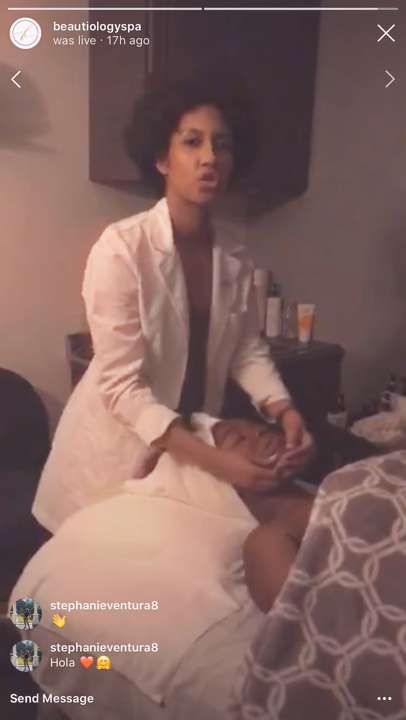 beautiologyspa
was live · 17h ago
stephanieventura8
👋
stephanieventura8
Hola ❤️🤗
Send Message